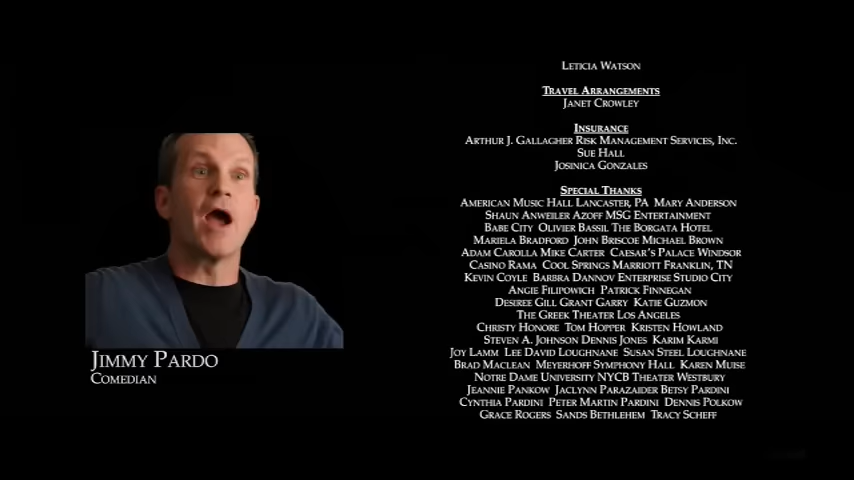 Jimmy Pardo
Comedian
Leticia Watson
Travel Arrangements
Janet Crowley
Insurance
Arthur J. Gallagher Risk Management Services, Inc.
Sue Hall
Josinica Gonzales
Special Thanks
American Music Hall Lancaster, PA Mary Anderson
Shaun Anweiler Azoff MSG Entertainment
Babe City Olivier Bassil The Borgata Hotel
Mariela Bradford John Briscoe Michael Brown
Adam Carolla Mike Carter Caesar's Palace Windsor
Casino Rama Cool Springs Marriott Franklin, TN
Kevin Coyle Barbra Dannov Enterprise Studio City
Angie Filipowich Patrick Finnegan
Desiree Gill Grant Garry Katie Guzmon
The Greek Theater Los Angeles
Christy Honore Tom Hopper Kristen Howland
Steven A. Johnson Dennis Jones Karim Karmi
Joy Lamm Lee David Loughnane Susan Steel Loughnane
Brad Maclean Meyerhoff Symphony Hall Karen Muise
Notre Dame University NYCB Theater Westbury
Jeannie Pankow Jaclynn Parazaider Betsy Pardini
Cynthia Pardini Peter Martin Pardini Dennis Polkow
Grace Rogers Sands Bethlehem Tracy Scheff